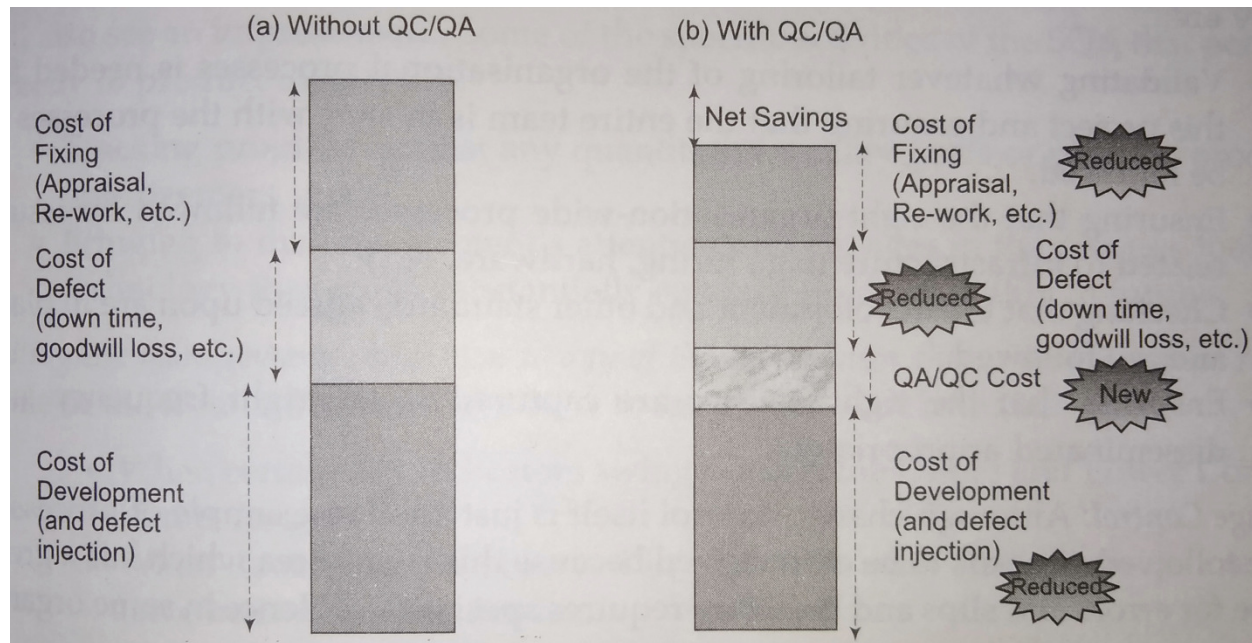 (a) Without QC/QA
Cost of
Fixing
(Appraisal,
Re-work, etc.)
Cost of
Defect
(down time,
goodwill loss, etc.)
Cost of
Development
(and defect
injection)
(b) With QC/QA
Net Savings
Cost of
Fixing
(Appraisal,
Re-work, etc.)
Reduced
Reduced
Cost of
Defect
(down time,
goodwill loss, etc.)
QA/QC Cost
New
Cost of
Development
(and defect
injection)
Reduced